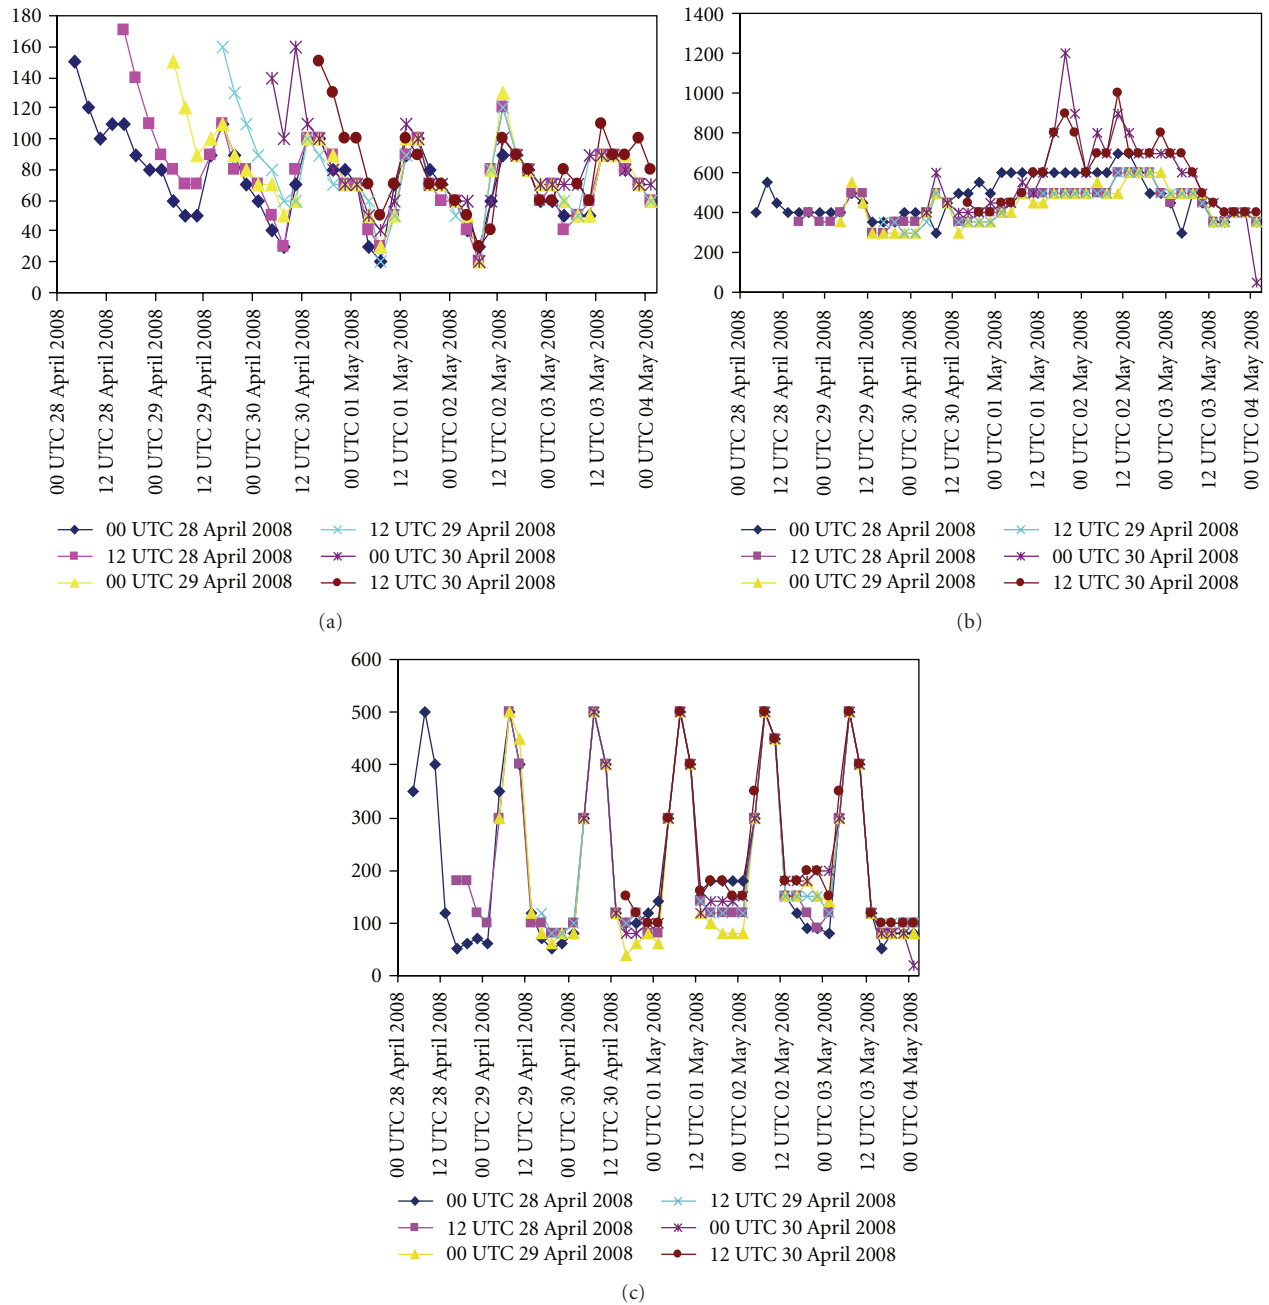 180
160
140
120
100
80
60
40
20
0
00 UTC 28 April 2008
12 UTC 28 April 2008
00 UTC 29 April 2008
12 UTC 29 April 2008
00 UTC 30 April 2008
12 UTC 30 April 2008
00 UTC 01 May 2008
12 UTC 01 May 2008
00 UTC 02 May 2008
12 UTC 02 May 2008
00 UTC 03 May 2008
12 UTC 03 May 2008
00 UTC 04 May 2008
00 UTC 28 April 2008
12 UTC 28 April 2008
00 UTC 29 April 2008
12 UTC 29 April 2008
00 UTC 30 April 2008
12 UTC 30 April 2008
(a)
1400
1200
1000
800
600
400
200
0
00 UTC 28 April 2008
12 UTC 28 April 2008
00 UTC 29 April 2008
12 UTC 29 April 2008
00 UTC 30 April 2008
12 UTC 30 April 2008
00 UTC 01 May 2008
12 UTC 01 May 2008
00 UTC 02 May 2008
12 UTC 02 May 2008
00 UTC 03 May 2008
12 UTC 03 May 2008
00 UTC 04 May 2008
00 UTC 28 April 2008
12 UTC 28 April 2008
00 UTC 29 April 2008
12 UTC 29 April 2008
00 UTC 30 April 2008
12 UTC 30 April 2008
(b)
600
500
400
300
200
100
0
00 UTC 28 April 2008
12 UTC 28 April 2008
00 UTC 29 April 2008
12 UTC 29 April 2008
00 UTC 30 April 2008
12 UTC 30 April 2008
00 UTC 01 May 2008
12 UTC 01 May 2008
00 UTC 02 May 2008
12 UTC 02 May 2008
00 UTC 03 May 2008
12 UTC 03 May 2008
00 UTC 04 May 2008
00 UTC 28 April 2008
12 UTC 28 April 2008
00 UTC 29 April 2008
12 UTC 29 April 2008
00 UTC 30 April 2008
12 UTC 30 April 2008
(c)